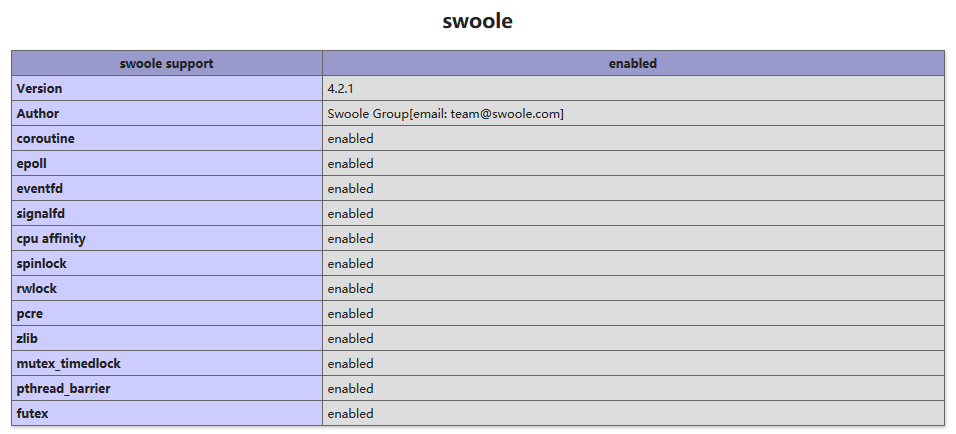 swoole
swoole support enabled
Version 4.2.1
Author Swoole Group[email: team@swoole.com]
coroutine enabled
epoll enabled
eventfd enabled
signalfd enabled
cpu affinity enabled
spinlock enabled
rwlock enabled
pcre enabled
zlib enabled
mutex_timedlock enabled
pthread_barrier enabled
futex enabled